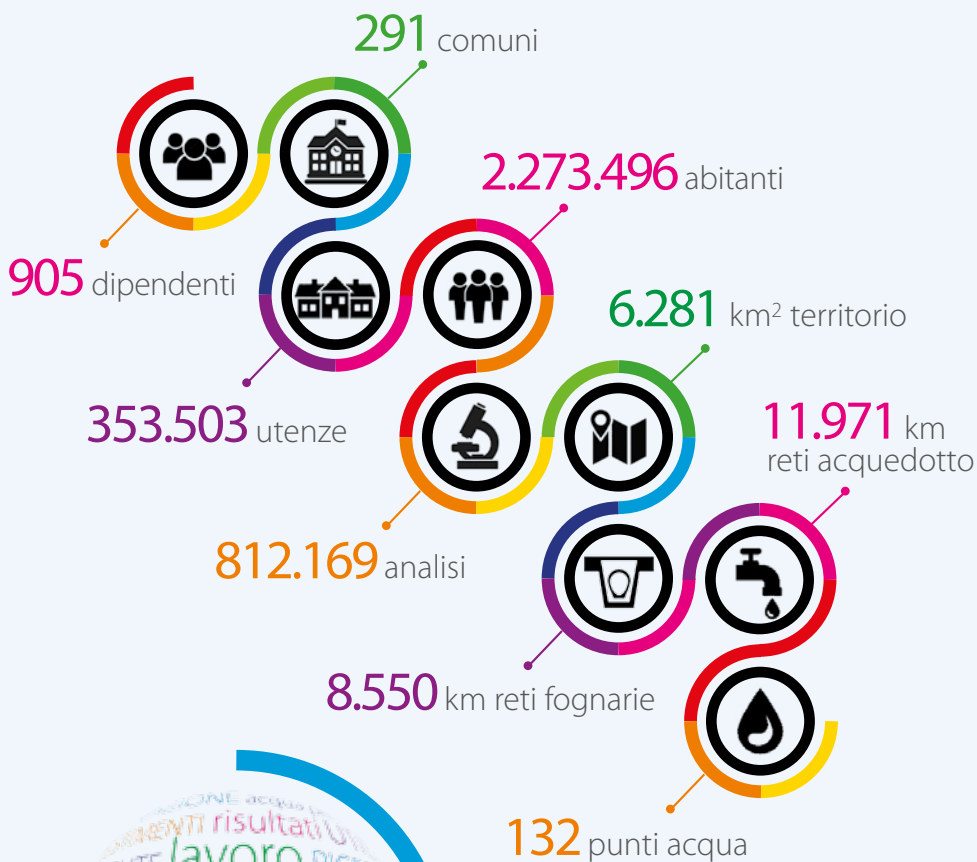 291 comuni
2.273.496 abitanti
905 dipendenti
6.281 km² territorio
353.503 utenze
11.971 km
reti acquedotto
812.169 analisi
8.550 km reti fognarie
132 punti acqua
acqua
risultati
lavoro